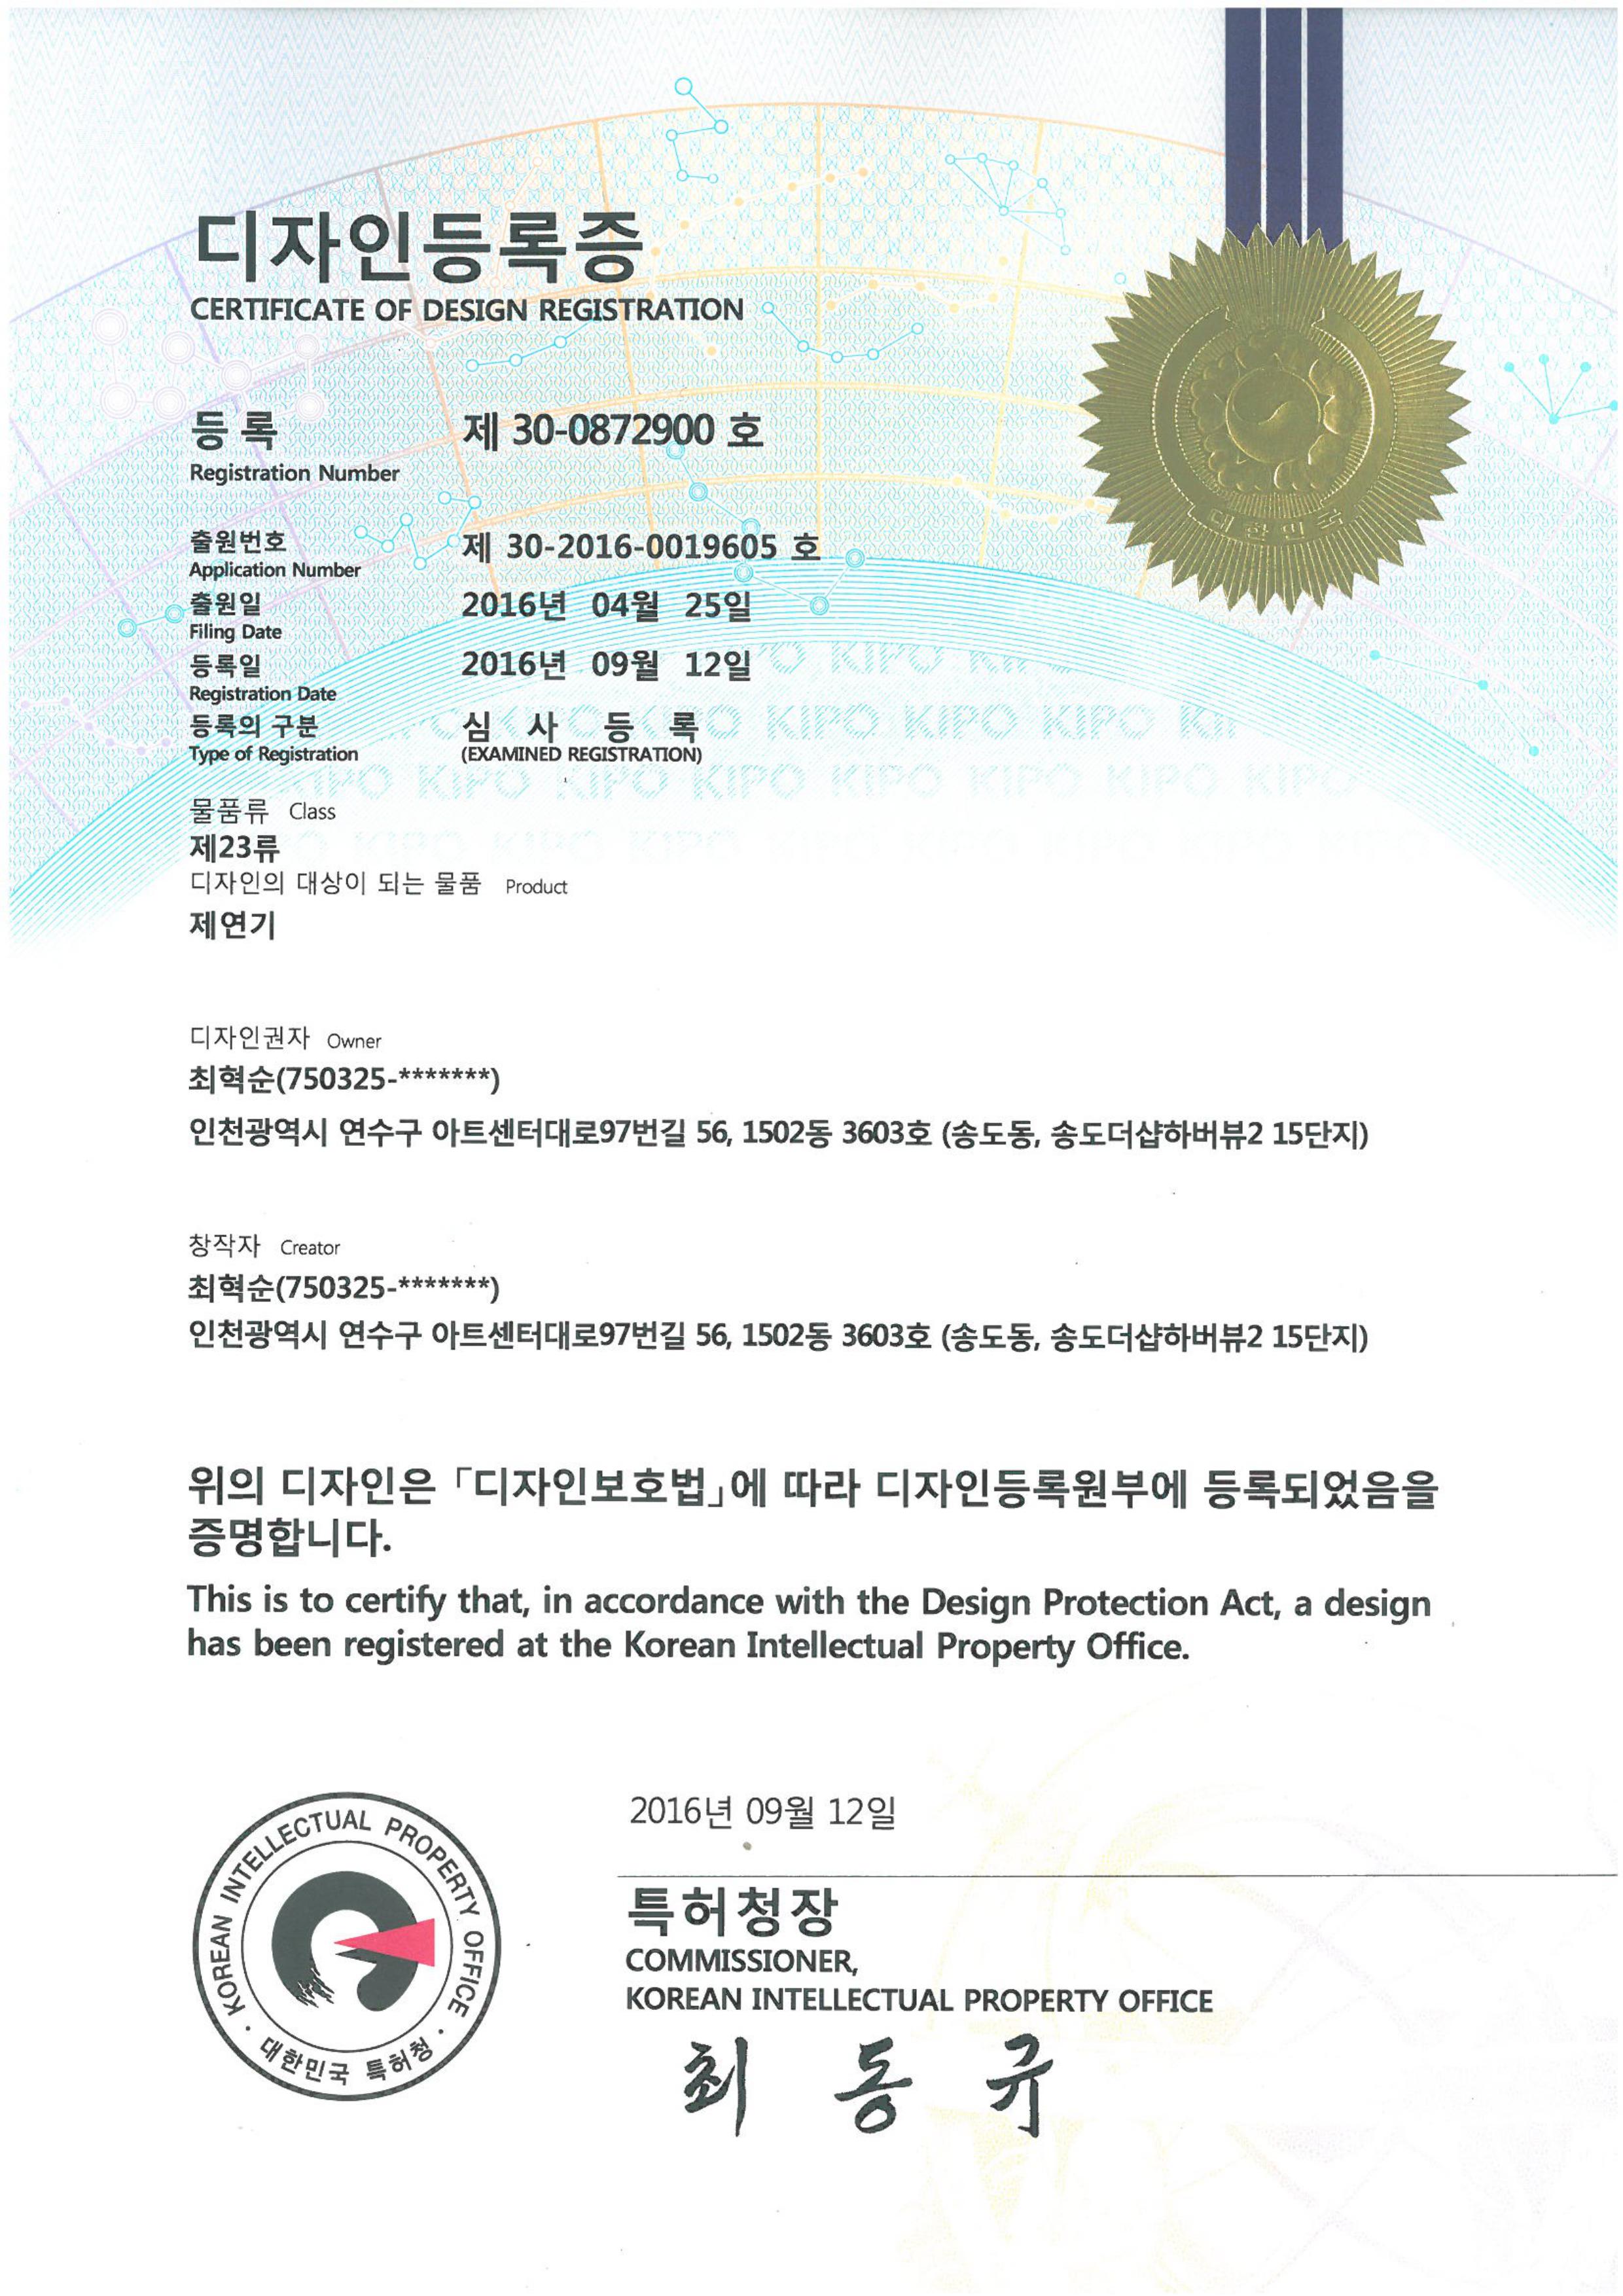 디자인등록증
CERTIFICATE OF DESIGN REGISTRATION
대한민국
등록 제 30-0872900 호
Registration Number
출원번호 제 30-2016-0019605 호
Application Number
출원일 2016년 04월 25일
Filing Date
등록일 2016년 09월 12일
Registration Date
등록의 구분 심 사 등 록
Type of Registration (EXAMINED REGISTRATION)
KIPO KIPO KIPO KIPO
물품류 Class
제23류
디자인의 대상이 되는 물품 Product
제연기
디자인권자 Owner
최혁순(750325-*******)
인천광역시 연수구 아트센터대로97번길 56, 1502동 3603호 (송도동, 송도더샵하버뷰2 15단지)
창작자 Creator
최혁순(750325-*******)
인천광역시 연수구 아트센터대로97번길 56, 1502동 3603호 (송도동, 송도더샵하버뷰2 15단지)
위의 디자인은 「디자인보호법」에 따라 디자인등록원부에 등록되었음을
증명합니다.
This is to certify that, in accordance with the Design Protection Act, a design
has been registered at the Korean Intellectual Property Office.
2016년 09월 12일
특허청장
COMMISSIONER,
KOREAN INTELLECTUAL PROPERTY OFFICE
최 동 규
KOREAN INTELLECTUAL PROPERTY OFFICE
대한민국 특허청